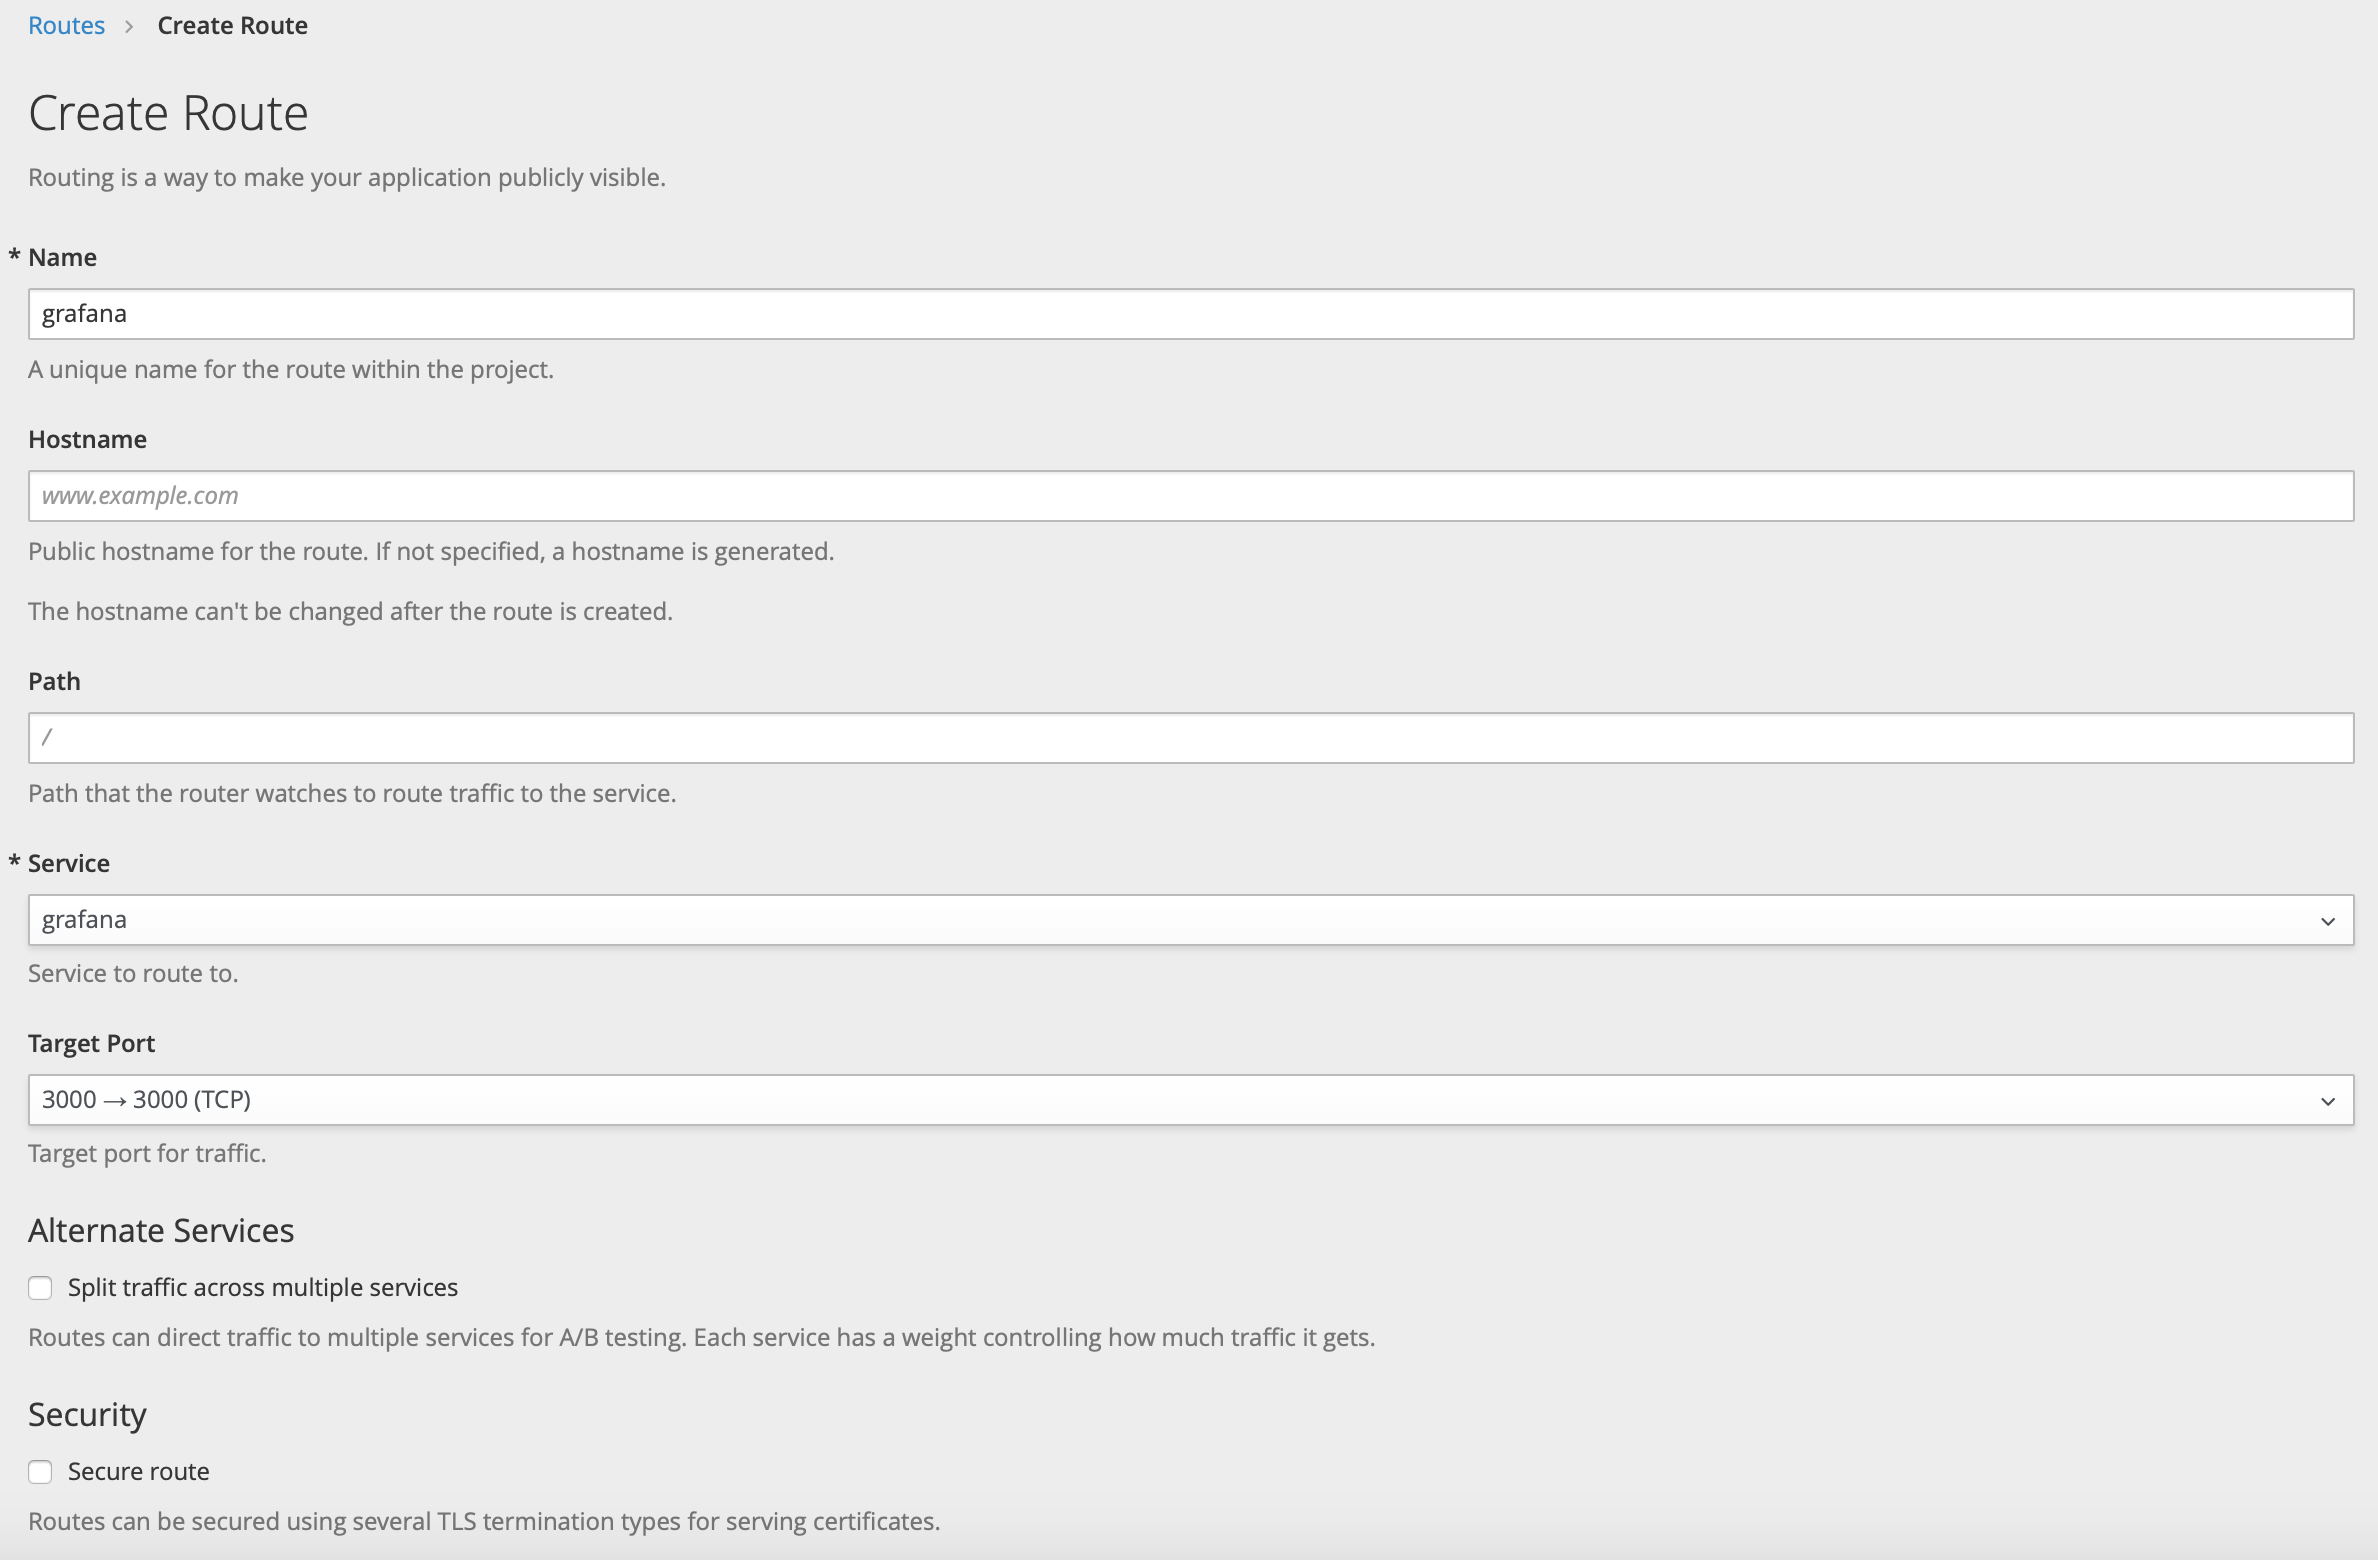 Routes > Create Route
Create Route
Routing is a way to make your application publicly visible.
* Name
grafana
A unique name for the route within the project.
Hostname
www.example.com
Public hostname for the route. If not specified, a hostname is generated.
The hostname can't be changed after the route is created.
Path
/
Path that the router watches to route traffic to the service.
* Service
grafana
Service to route to.
Target Port
3000 → 3000 (TCP)
Target port for traffic.
Alternate Services
Split traffic across multiple services
Routes can direct traffic to multiple services for A/B testing. Each service has a weight controlling how much traffic it gets.
Security
Secure route
Routes can be secured using several TLS termination types for serving certificates.